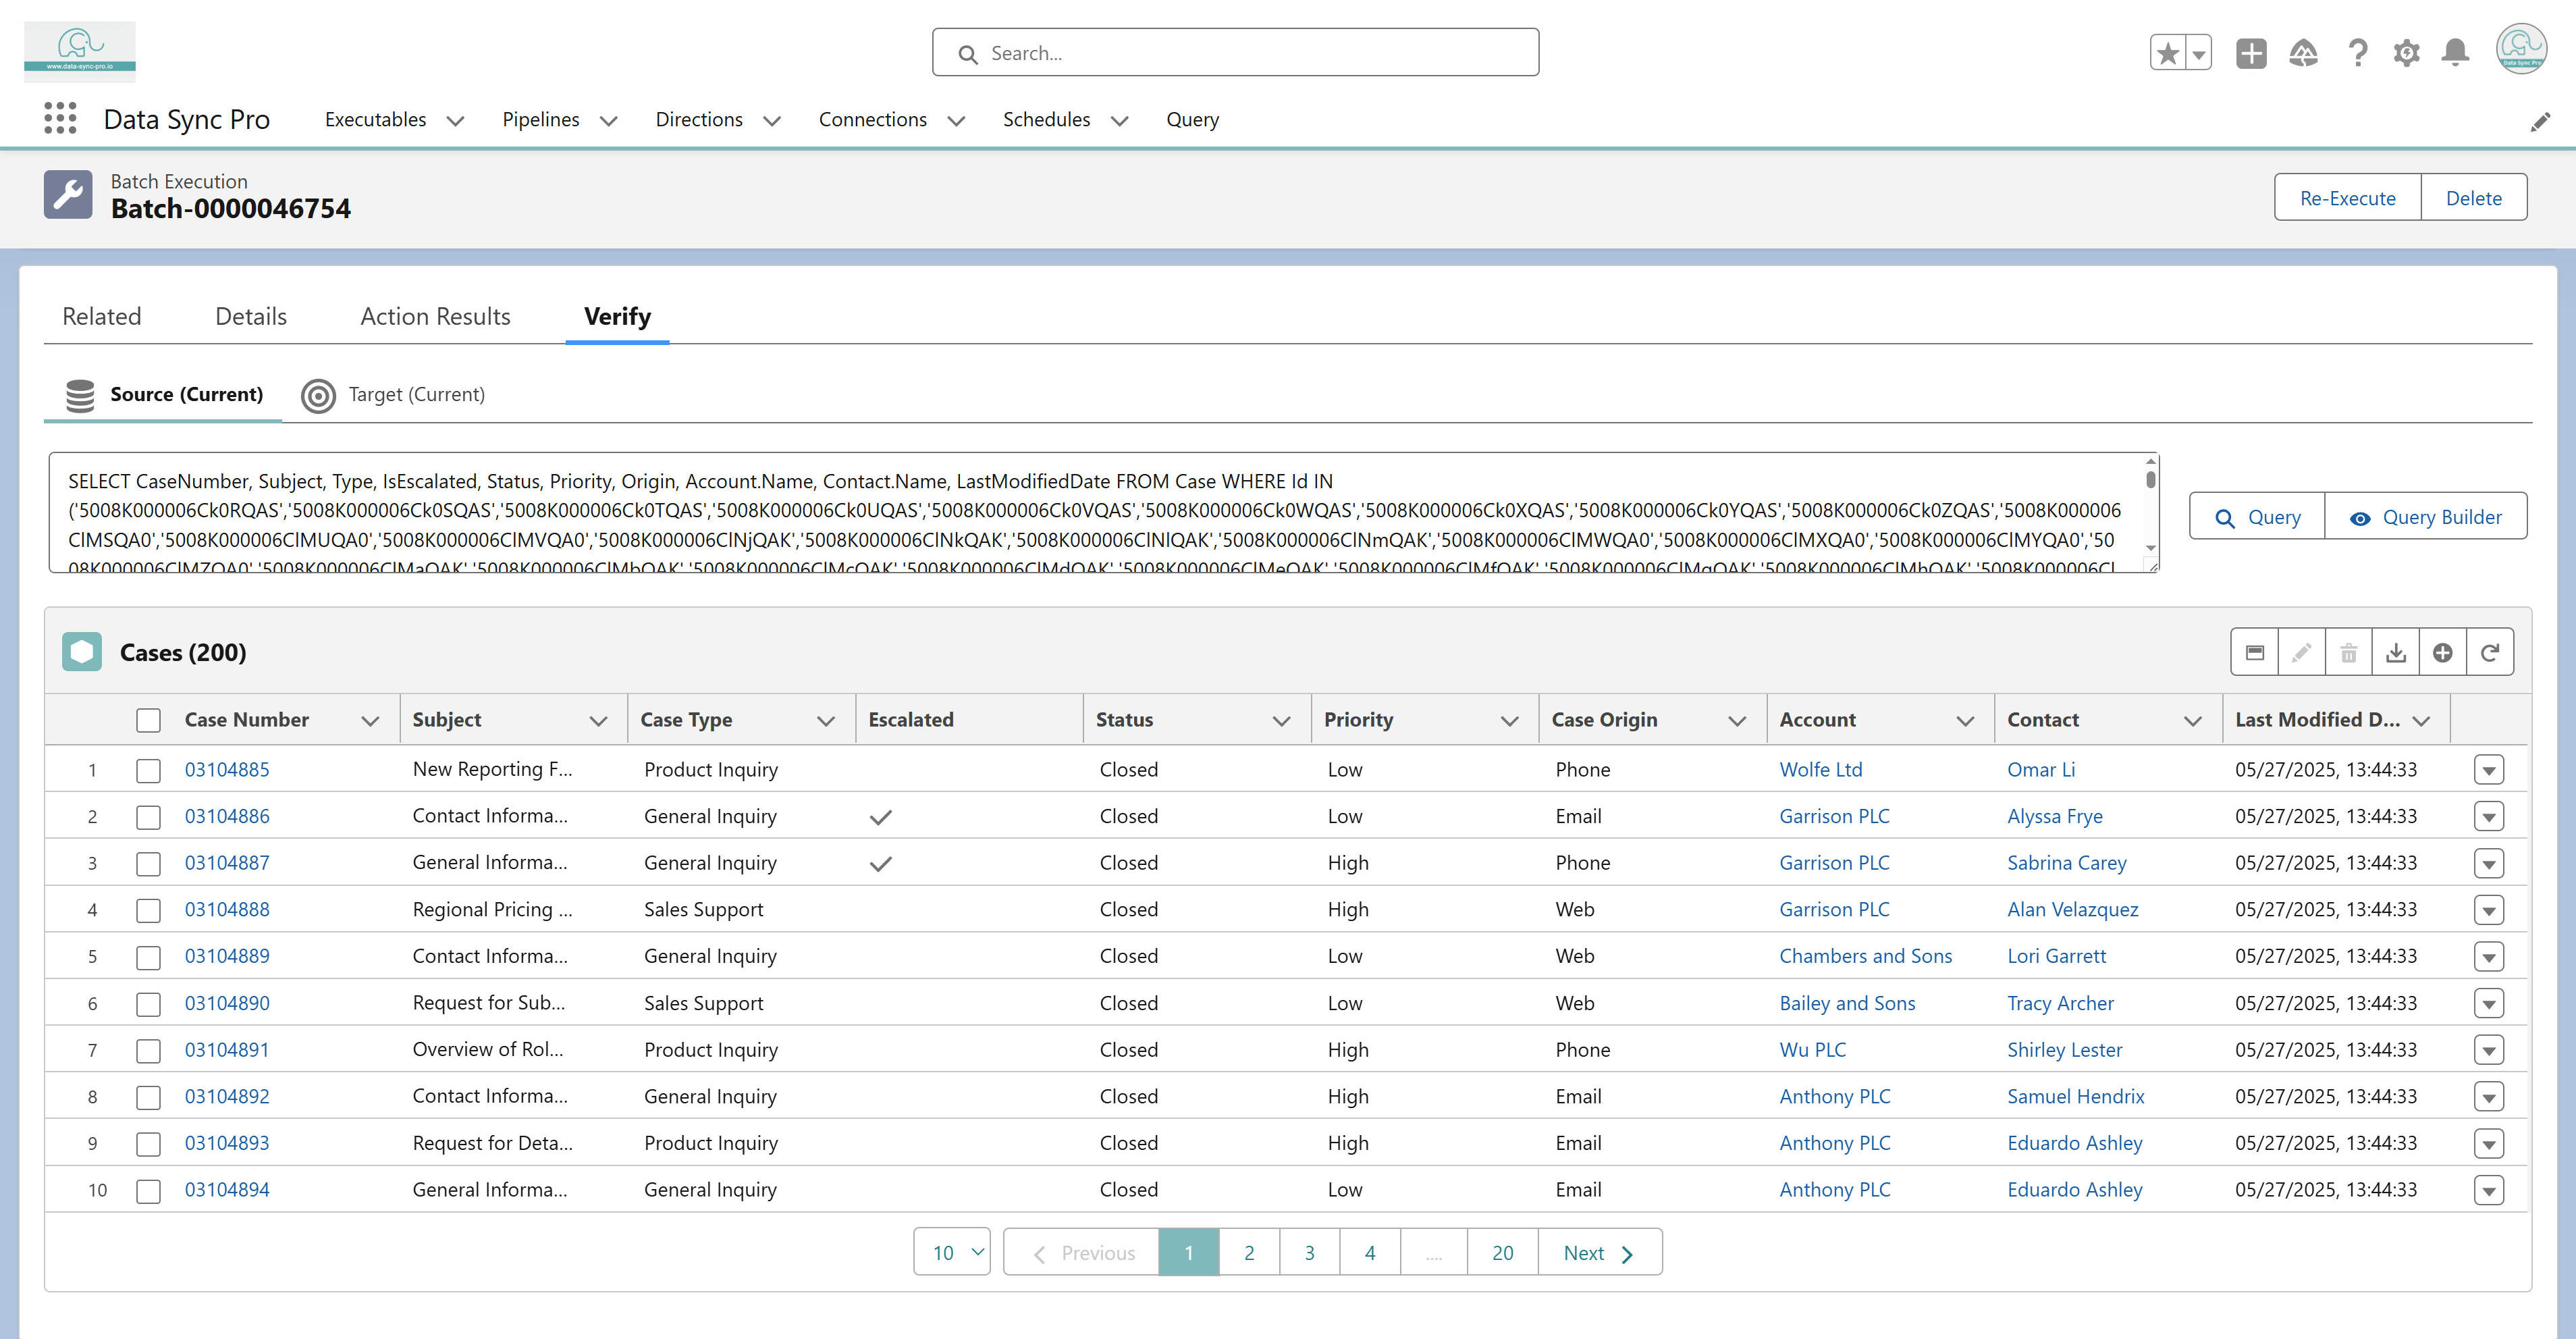 www.data-sync-pro.io
Search...
Data Sync Pro
Data Sync Pro Executables Pipelines Directions Connections Schedules Query
Batch Execution
Batch-0000046754
Re-Execute Delete
Related Details Action Results Verify
Source (Current) Target (Current)
SELECT CaseNumber, Subject, Type, IsEscalated, Status, Priority, Origin, Account.Name, Contact.Name, LastModifiedDate FROM Case WHERE Id IN
('5008K000006Ck0RQAS','5008K000006Ck0SQAS','5008K000006Ck0TQAS','5008K000006Ck0UQAS','5008K000006Ck0VQAS','5008K000006Ck0WQAS','5008K000006Ck0XQAS','5008K000006Ck0YQAS','5008K000006Ck0ZQAS','5008K000006
ClMSQA0','5008K000006ClMUQA0','5008K000006ClMVQA0','5008K000006ClNjQAK','5008K000006ClNkQAK','5008K000006ClNlQAK','5008K000006ClNmQAK','5008K000006ClMWQA0','5008K000006ClMXQA0','5008K000006ClMYQA0','50
08K000006ClMZQA0','5008K000006ClMaQAK','5008K000006ClMbQAK','5008K000006ClMcQAK','5008K000006ClMdQAK','5008K000006ClMeQAK','5008K000006ClMfQAK','5008K000006ClMgQAK','5008K000006ClMhQAK','5008K000006Cl
Query Query Builder
Cases (200)
Case Number Subject Case Type Escalated Status Priority Case Origin Account Contact Last Modified D...
1 03104885 New Reporting F... Product Inquiry Closed Low Phone Wolfe Ltd Omar Li 05/27/2025, 13:44:33
2 03104886 Contact Informa... General Inquiry Closed Low Email Garrison PLC Alyssa Frye 05/27/2025, 13:44:33
3 03104887 General Informa... General Inquiry Closed High Phone Garrison PLC Sabrina Carey 05/27/2025, 13:44:33
4 03104888 Regional Pricing ... Sales Support Closed High Web Garrison PLC Alan Velazquez 05/27/2025, 13:44:33
5 03104889 Contact Informa... General Inquiry Closed Low Web Chambers and Sons Lori Garrett 05/27/2025, 13:44:33
6 03104890 Request for Sub... Sales Support Closed Low Web Bailey and Sons Tracy Archer 05/27/2025, 13:44:33
7 03104891 Overview of Rol... Product Inquiry Closed High Phone Wu PLC Shirley Lester 05/27/2025, 13:44:33
8 03104892 Contact Informa... General Inquiry Closed High Email Anthony PLC Samuel Hendrix 05/27/2025, 13:44:33
9 03104893 Request for Deta... Product Inquiry Closed High Email Anthony PLC Eduardo Ashley 05/27/2025, 13:44:33
10 03104894 General Informa... General Inquiry Closed Low Email Anthony PLC Eduardo Ashley 05/27/2025, 13:44:33
10 Previous 1 2 3 4 .... 20 Next